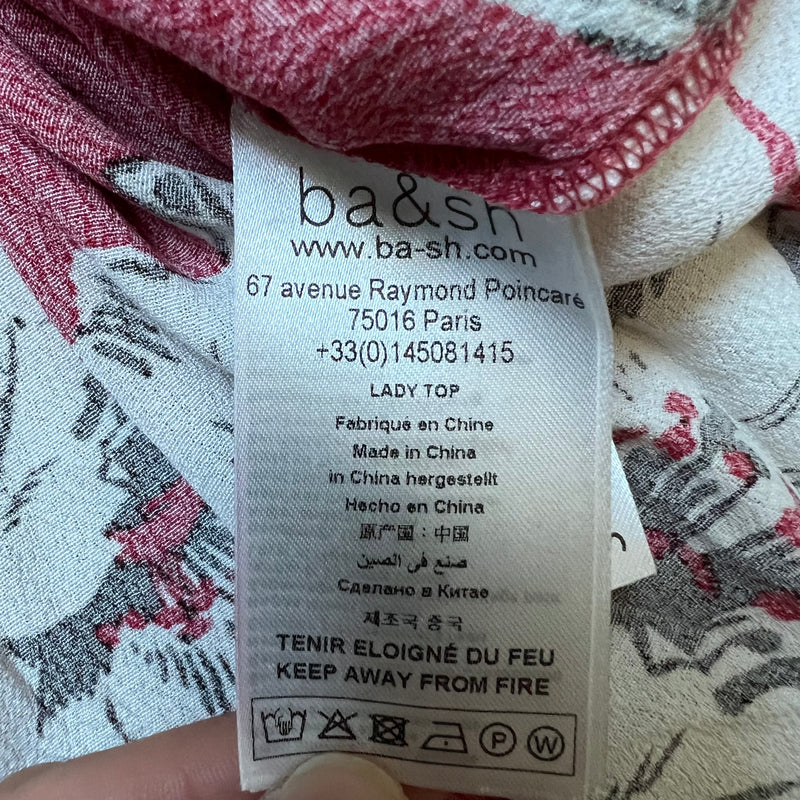 ba&sh
www.ba-sh.com
67 avenue Raymond Poincaré
75016 Paris
+33(0)145081415
LADY TOP
Fabriqué en Chine
Made in China
in China hergestellt
Hecho en China
原产国：中国
صنع في الصين
Сделано в Китае
제조국 중국
TENIR ELOIGNÉ DU FEU
KEEP AWAY FROM FIRE
P W